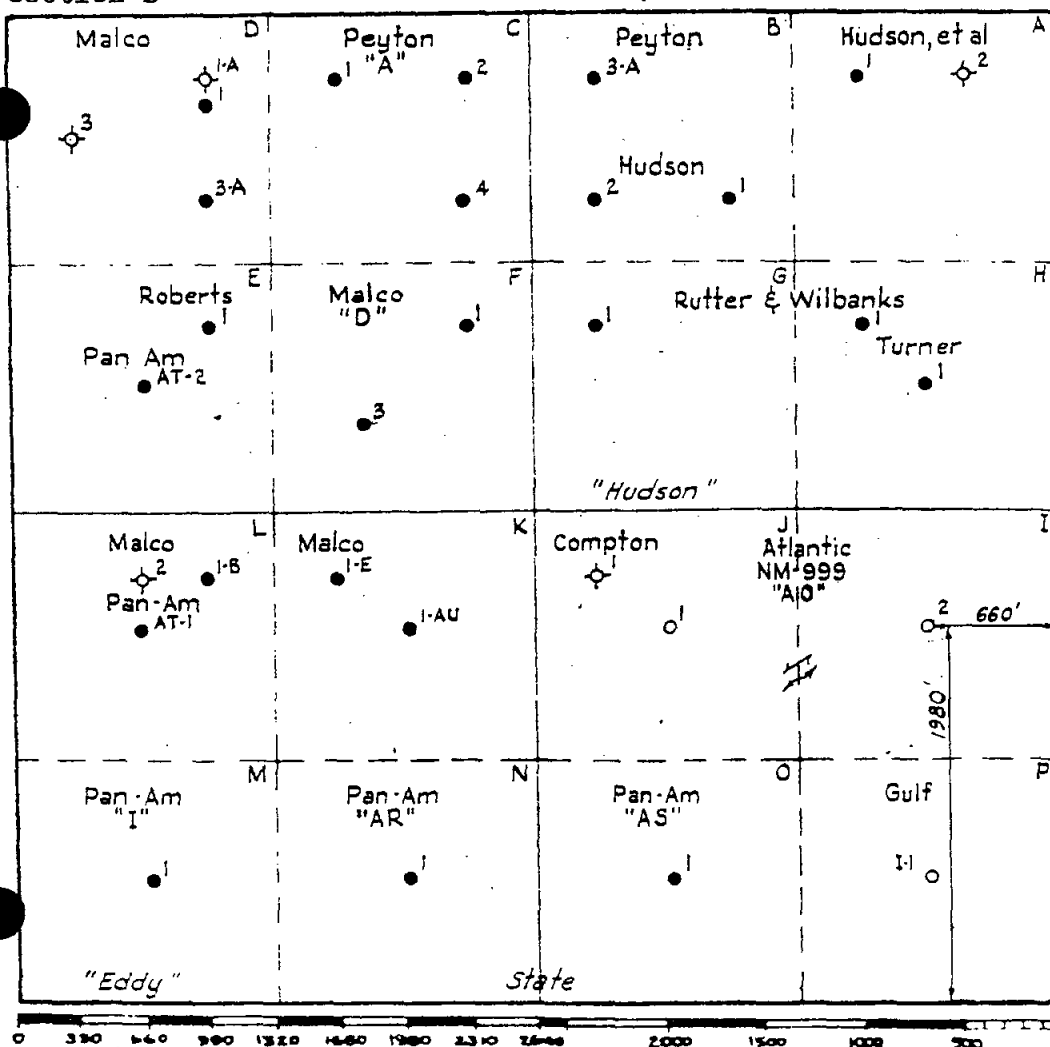 Malco D Peyton C Peyton B Hudson, et al A
"A"
1-A 1 2 3-A 1 2
1
3
Hudson
3-A 4 2 1
E F G H
Roberts Malco Rutter & Wilbanks
"D"
1 1 1 1
Pan Am Turner
AT-2 1
3
"Hudson"
L K J I
Malco Malco Compton Atlantic
NM-999
2 1-B 1-E 1 "AO"
Pan-Am
AT-1 1-AU 1 2 660'
1980'
M N O P
Pan-Am Pan-Am Pan-Am Gulf
"I" "AR" "AS"
1 1 1 I-1
"Eddy" State
0 330 660 990 1320 1650 1980 2310 2640 2000 1500 1000 500